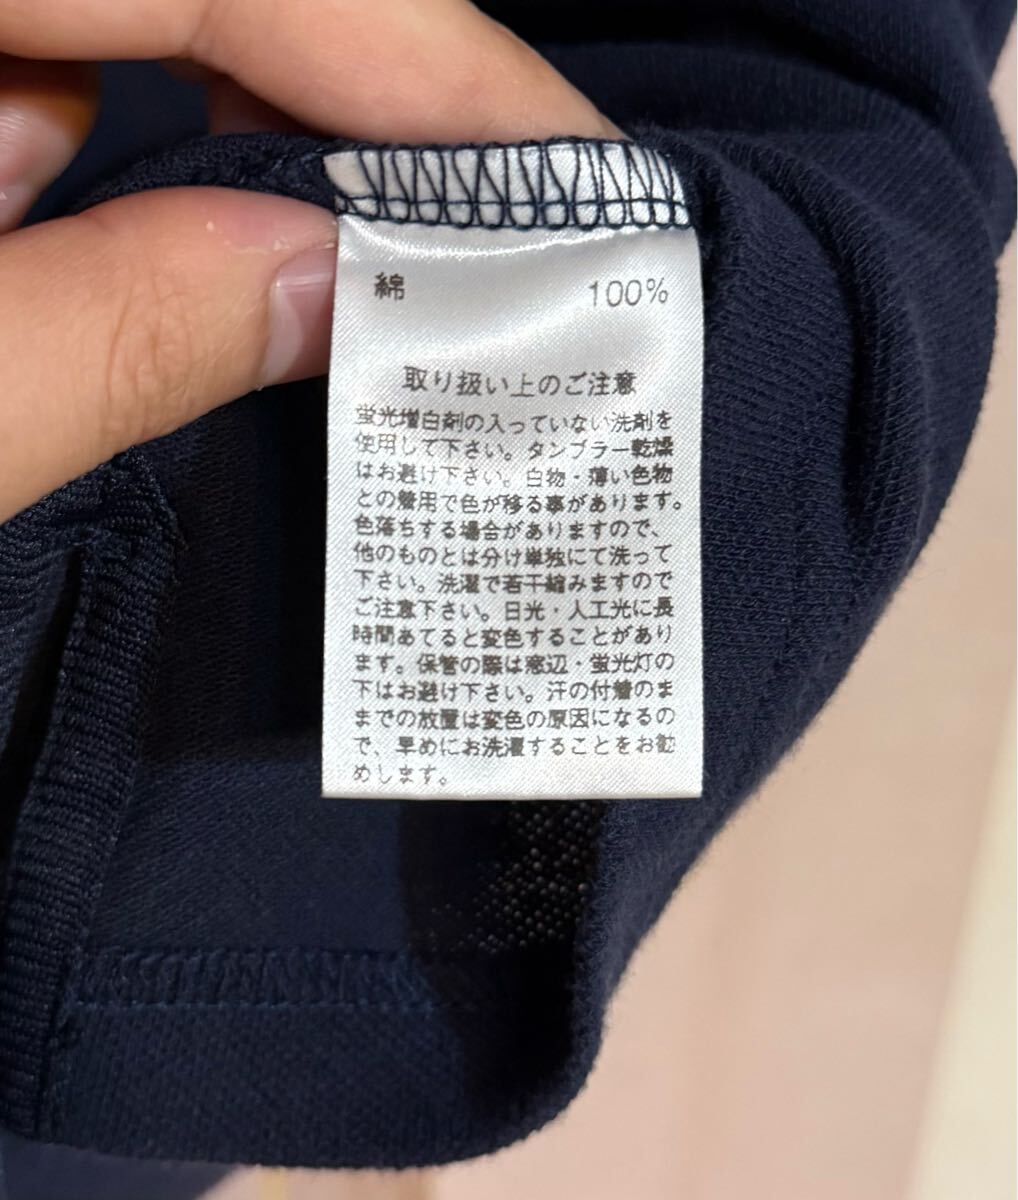 綿 100%
取り扱い上のご注意
蛍光増白剤の入っていない洗剤を
使用して下さい。タンブラー乾燥
はお避け下さい。白物・薄い色物
との着用で色が移る事があります。
色落ちする場合がありますので、
他のものとは分け単独にて洗って
下さい。洗濯で若干縮みますので
ご注意下さい。日光・人工光に長
時間あてると変色することがあり
ます。保管の際は窓辺・蛍光灯の
下はお避け下さい。汗の付着のま
までの放置は変色の原因になるの
で、早めにお洗濯することをお勧
めします。